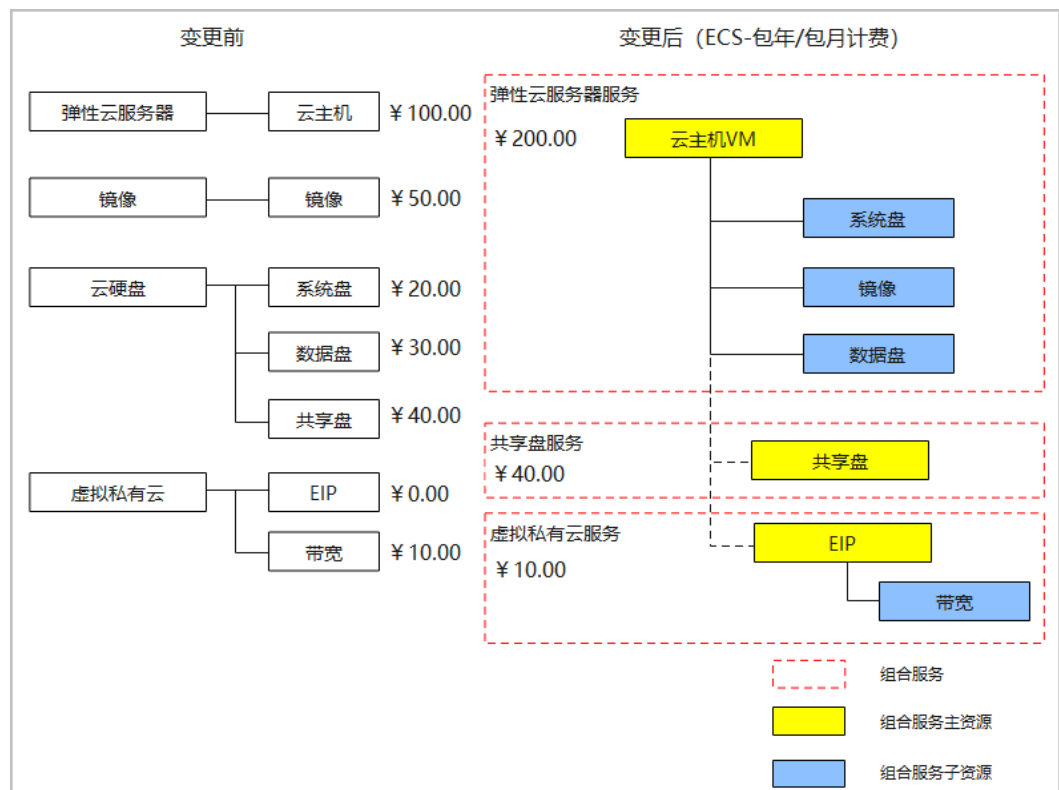 变更前
弹性云服务器
云主机
￥100.00
镜像
镜像
￥50.00
云硬盘
系统盘
￥20.00
数据盘
￥30.00
共享盘
￥40.00
虚拟私有云
EIP
￥0.00
带宽
￥10.00
变更后（ECS-包年/包月计费）
弹性云服务器服务
￥200.00
云主机VM
系统盘
镜像
数据盘
共享盘服务
￥40.00
共享盘
虚拟私有云服务
￥10.00
EIP
带宽
组合服务
组合服务主资源
组合服务子资源